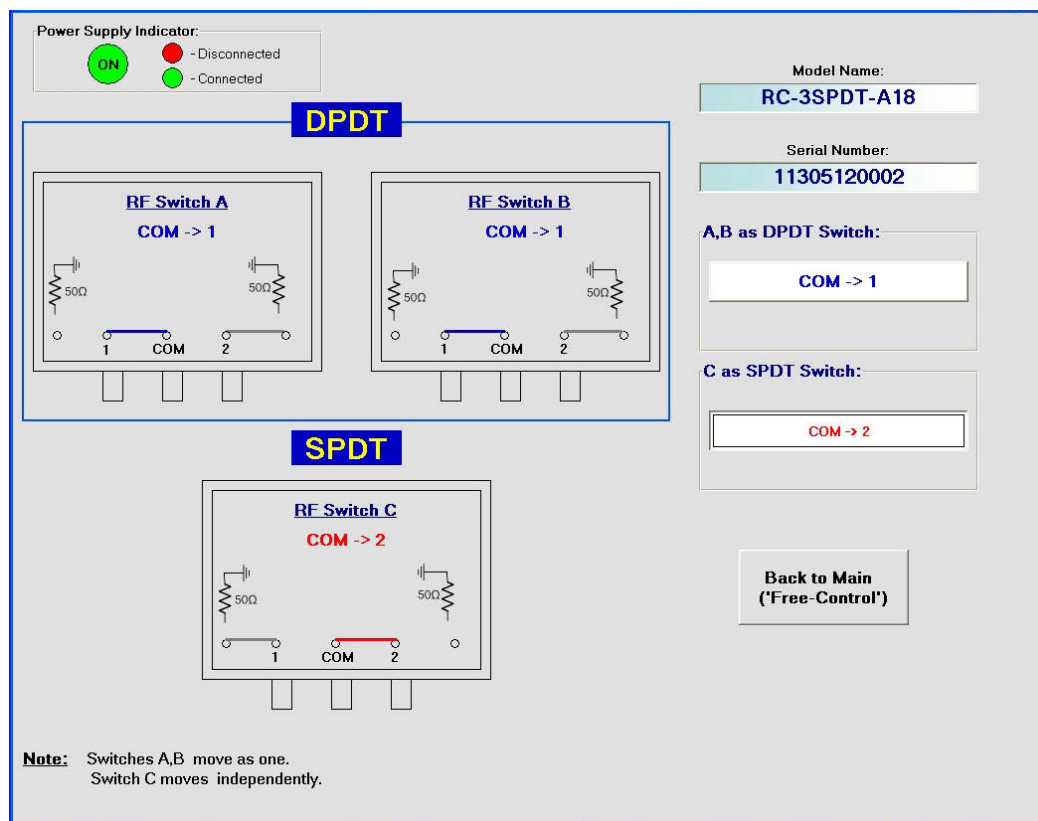 Power Supply Indicator:
ON
- Disconnected
- Connected
Model Name:
RC-3SPDT-A18
Serial Number:
11305120002
DPDT
RF Switch A
COM -> 1
50Ω
50Ω
1 COM 2
RF Switch B
COM -> 1
50Ω
50Ω
1 COM 2
A,B as DPDT Switch:
COM -> 1
C as SPDT Switch:
COM -> 2
SPDT
RF Switch C
COM -> 2
50Ω
50Ω
1 COM 2
Back to Main
('Free-Control')
Note: Switches A,B move as one.
Switch C moves independently.